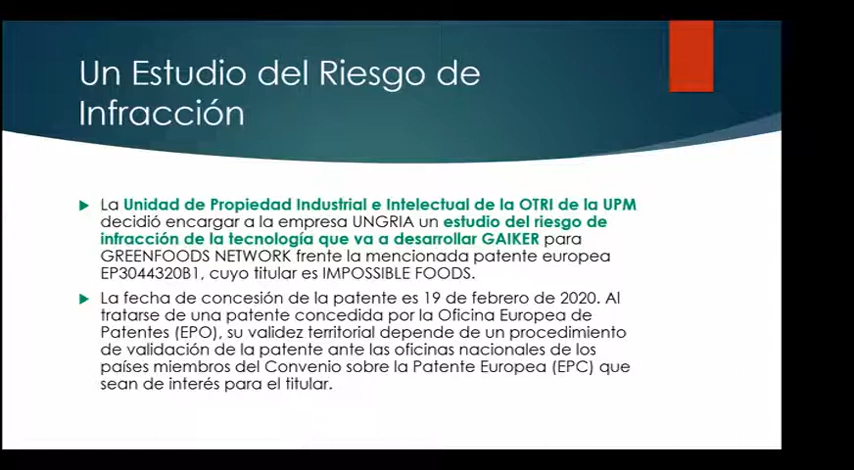 Un Estudio del Riesgo de
Infracción
La Unidad de Propiedad Industrial e Intelectual de la OTRI de la UPM
decidió encargar a la empresa UNGRIA un estudio del riesgo de
infracción de la tecnología que va a desarrollar GAIKER para
GREENFOODS NETWORK frente la mencionada patente europea
EP3044320B1, cuyo titular es IMPOSSIBLE FOODS.
La fecha de concesión de la patente es 19 de febrero de 2020. Al
tratarse de una patente concedida por la Oficina Europea de
Patentes (EPO), su validez territorial depende de un procedimiento
de validación de la patente ante las oficinas nacionales de los
países miembros del Convenio sobre la Patente Europea (EPC) que
sean de interés para el titular.